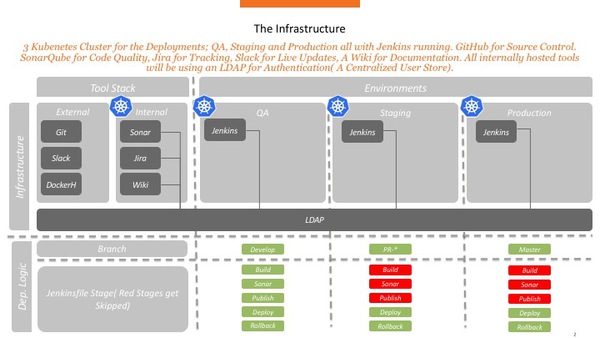 The Infrastructure
3 Kubenetes Cluster for the Deployments; QA, Staging and Production all with Jenkins running. GitHub for Source Control.
SonarQube for Code Quality, Jira for Tracking, Slack for Live Updates, A Wiki for Documentation. All internally hosted tools
will be using an LDAP for Authentication( A Centralized User Store).
Tool Stack
Environments
Infrastructure
External
Internal
QA
Staging
Production
Git
Sonar
Jenkins
Jenkins
Jenkins
Slack
Jira
DockerH
Wiki
LDAP
Dep. Logic
Branch
Develop
PR-*
Master
Jenkinsfile Stage( Red Stages get
Skipped)
Build
Sonar
Publish
Deploy
Rollback
Build
Sonar
Publish
Deploy
Rollback
Build
Sonar
Publish
Deploy
Rollback
2